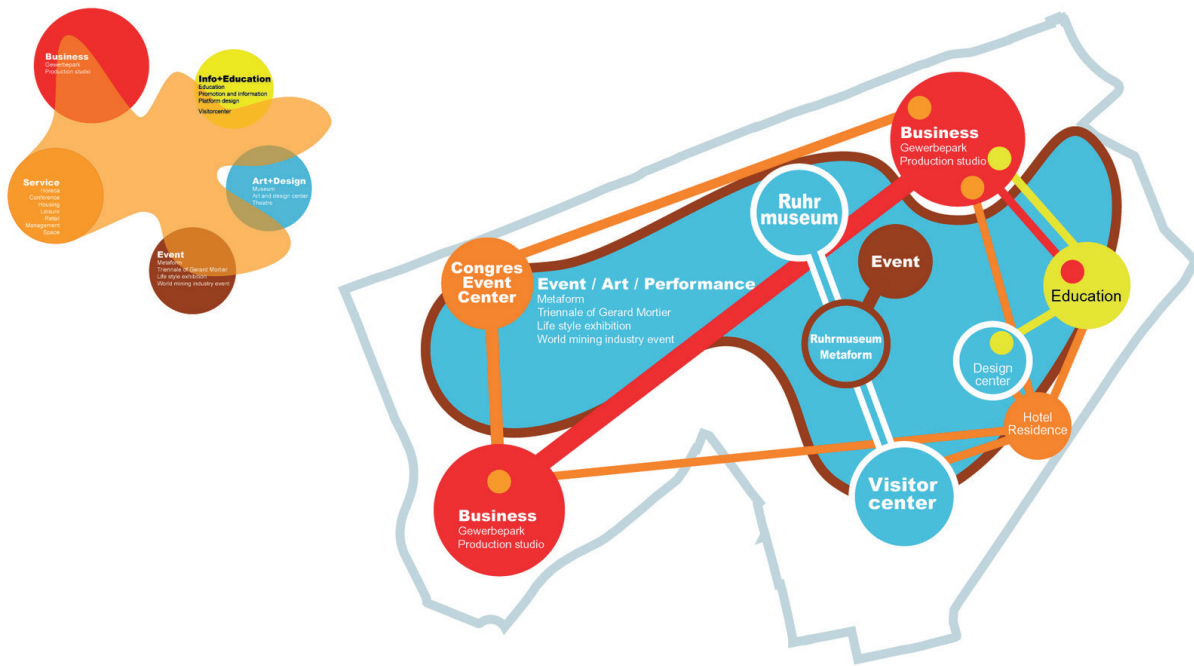 Business
Gewerbepark
Production studio
Info+Education
Education
Promotion and information
Platform design
Visitorcenter
Service
Horeca
Conference
Housing
Leisure
Retail
Management
Space
Art+Design
Museum
Art and design center
Theatre
Event
Metaform
Triennale of Gerard Mortier
Life style exhibition
World mining industry event
Business
Gewerbepark
Production studio
Ruhr
museum
Congres
Event
Center
Event / Art / Performance
Metaform
Triennale of Gerard Mortier
Life style exhibition
World mining industry event
Event
Education
Ruhrmuseum
Metaform
Design
center
Hotel
Residence
Visitor
center
Business
Gewerbepark
Production studio